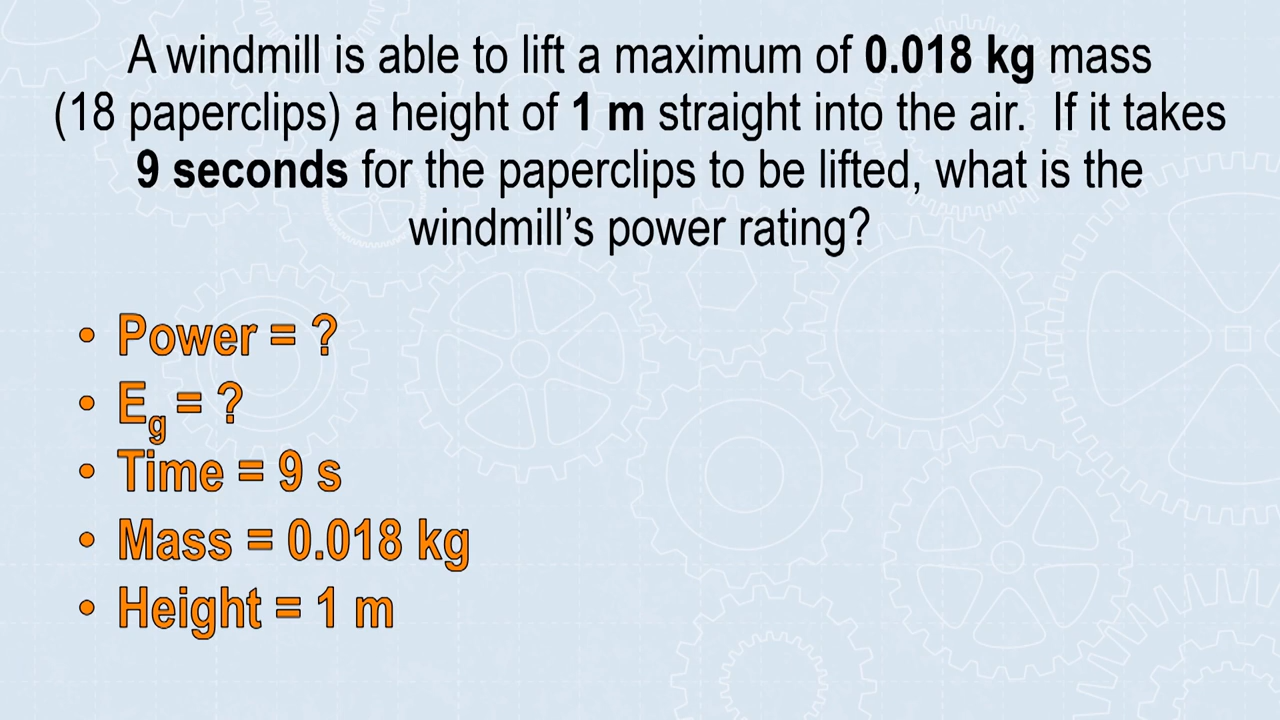 A windmill is able to lift a maximum of 0.018 kg mass
(18 paperclips) a height of 1 m straight into the air.  If it takes
9 seconds for the paperclips to be lifted, what is the
windmill’s power rating?
• Power = ?
• Eg = ?
• Time = 9 s
• Mass = 0.018 kg
• Height = 1 m